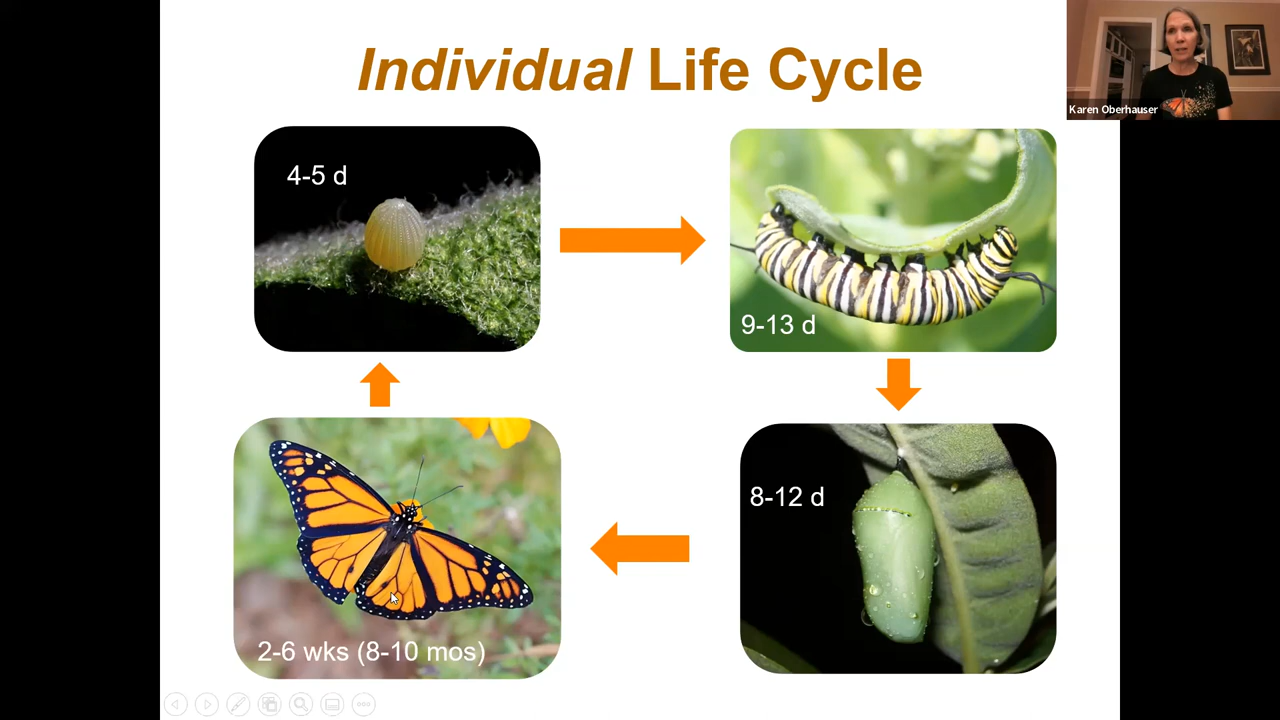 Individual Life Cycle
Karen Oberhauser
4-5 d
9-13 d
8-12 d
2-6 wks (8-10 mos)